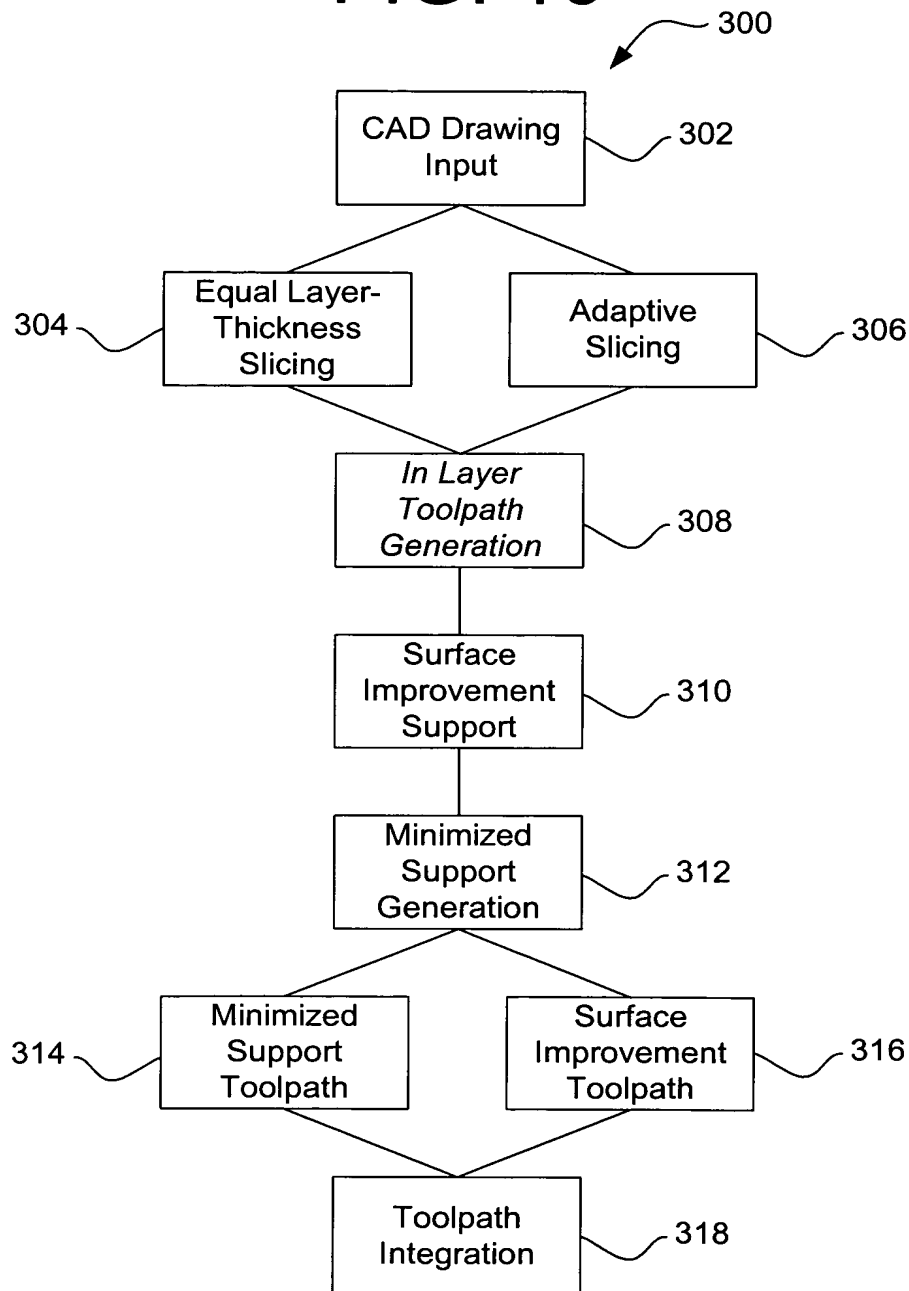 300
CAD Drawing
Input
302
Equal Layer-
Thickness
Slicing
304
Adaptive
Slicing
306
In Layer
Toolpath
Generation
308
Surface
Improvement
Support
310
Minimized
Support
Generation
312
Minimized
Support
Toolpath
314
Surface
Improvement
Toolpath
316
Toolpath
Integration
318